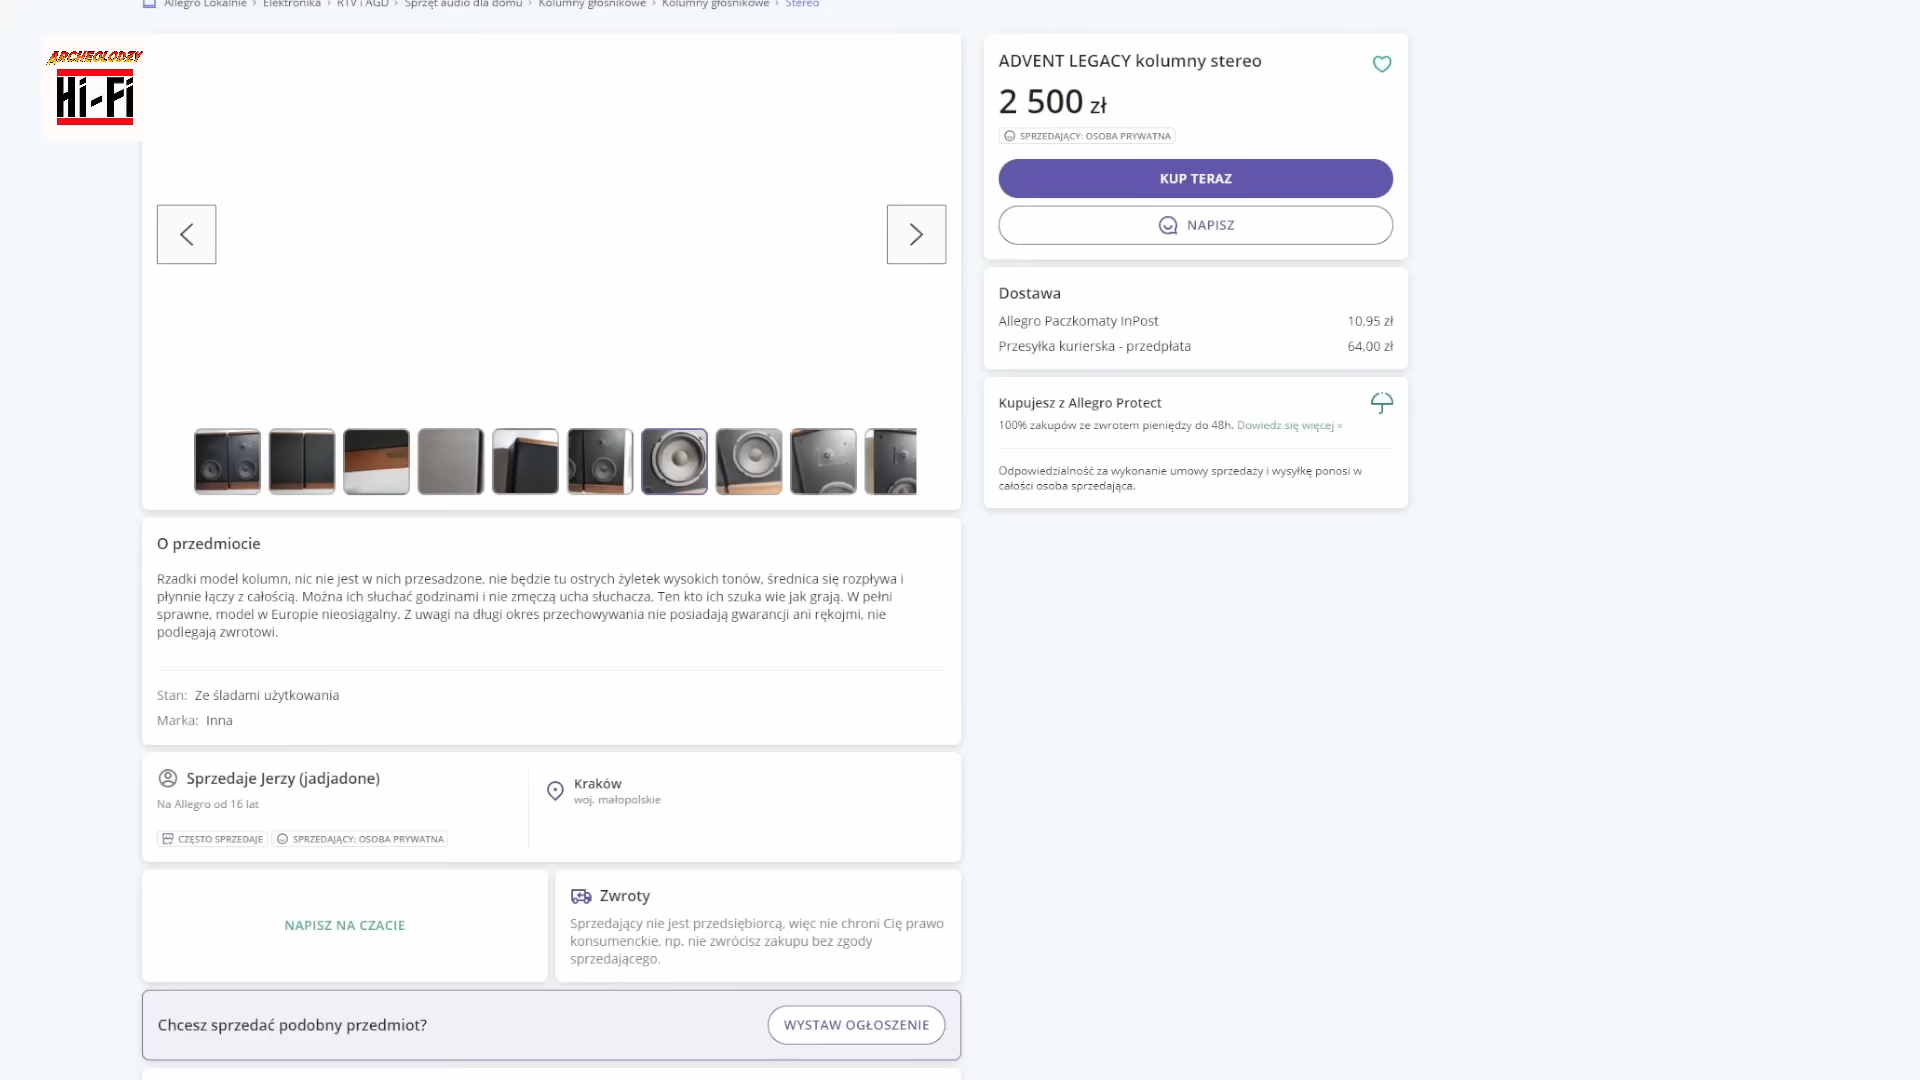 Allegro Lokalnie › Elektronika › RTV i AGD › Sprzęt audio dla domu › Kolumny głośnikowe › Kolumny głośnikowe › Stereo
ARCHEOLODZY
Hi-Fi
ADVENT LEGACY kolumny stereo
2 500 zł
SPRZEDAJĄCY: OSOBA PRYWATNA
KUP TERAZ
NAPISZ
Dostawa
Allegro Paczkomaty InPost 10,95 zł
Przesyłka kurierska - przedpłata 64,00 zł
Kupujesz z Allegro Protect
100% zakupów ze zwrotem pieniędzy do 48h. Dowiedz się więcej »
Odpowiedzialność za wykonanie umowy sprzedaży i wysyłkę ponosi w
całości osoba sprzedająca.
O przedmiocie
Rzadki model kolumn, nic nie jest w nich przesadzone, nie będzie tu ostrych żyletek wysokich tonów, średnica się rozpływa i
płynnie łączy z całością. Można ich słuchać godzinami i nie zmęczą ucha słuchacza. Ten kto ich szuka wie jak grają. W pełni
sprawne, model w Europie nieosiągalny. Z uwagi na długi okres przechowywania nie posiadają gwarancji ani rękojmi, nie
podlegają zwrotowi.
Stan: Ze śladami użytkowania
Marka: Inna
Sprzedaje Jerzy (jadjadone)
Na Allegro od 16 lat
CZĘSTO SPRZEDAJE SPRZEDAJĄCY: OSOBA PRYWATNA
Kraków
woj. małopolskie
NAPISZ NA CZACIE
Zwroty
Sprzedający nie jest przedsiębiorcą, więc nie chroni Cię prawo
konsumenckie, np. nie zwrócisz zakupu bez zgody
sprzedającego.
Chcesz sprzedać podobny przedmiot?
WYSTAW OGŁOSZENIE